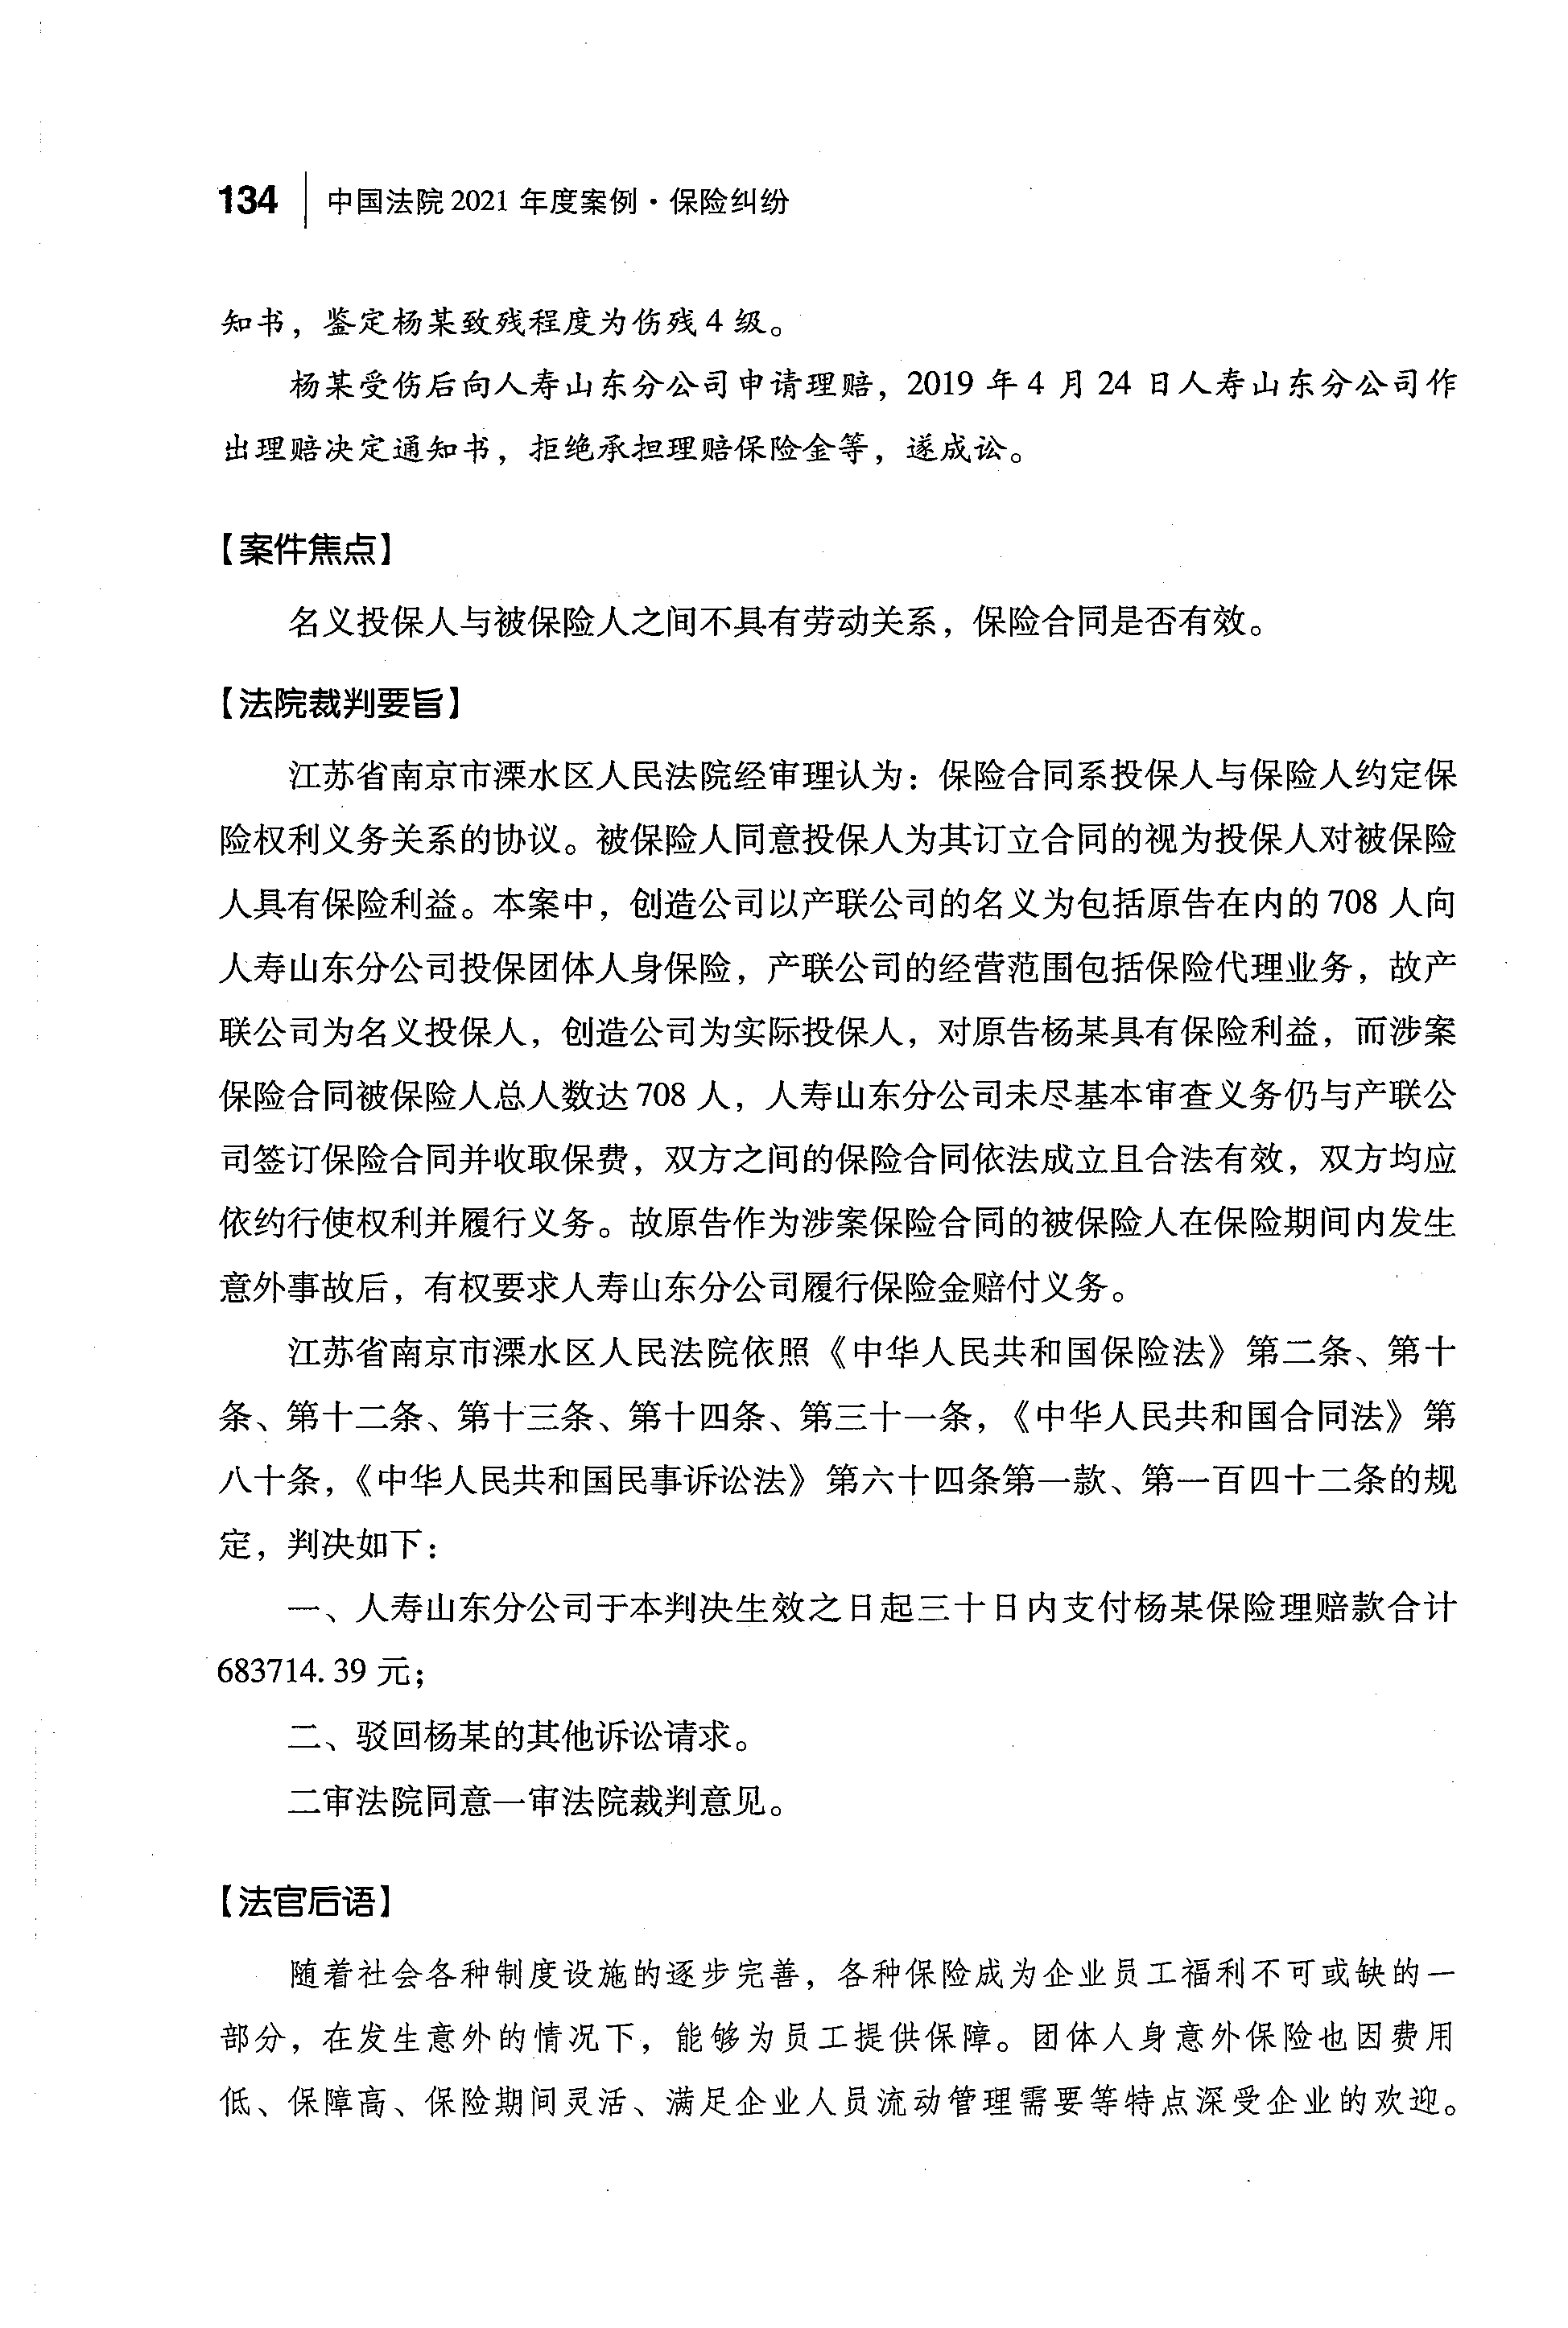 134 中国法院2021年度案例·保险纠纷
知书，鉴定杨某致残程度为伤残4级。
杨某受伤后向人寿山东分公司申请理赔，2019年4月24日人寿山东分公司作
出理赔决定通知书，拒绝承担理赔保险金等，遂成讼。
【案件焦点】
名义投保人与被保险人之间不具有劳动关系，保险合同是否有效。
【法院裁判要旨】
江苏省南京市溧水区人民法院经审理认为：保险合同系投保人与保险人约定保
险权利义务关系的协议。被保险人同意投保人为其订立合同的视为投保人对被保险
人具有保险利益。本案中，创造公司以产联公司的名义为包括原告在内的708人向
人寿山东分公司投保团体人身保险，产联公司的经营范围包括保险代理业务，故产
联公司为名义投保人，创造公司为实际投保人，对原告杨某具有保险利益，而涉案
保险合同被保险人总人数达708人，人寿山东分公司未尽基本审查义务仍与产联公
司签订保险合同并收取保费，双方之间的保险合同依法成立且合法有效，双方均应
依约行使权利并履行义务。故原告作为涉案保险合同的被保险人在保险期间内发生
意外事故后，有权要求人寿山东分公司履行保险金赔付义务。
江苏省南京市溧水区人民法院依照《中华人民共和国保险法》第二条、第十
条、第十二条、第十三条、第十四条、第三十一条，《中华人民共和国合同法》第
八十条，《中华人民共和国民事诉讼法》第六十四条第一款、第一百四十二条的规
定，判决如下：
一、人寿山东分公司于本判决生效之日起三十日内支付杨某保险理赔款合计
683714.39元；
二、驳回杨某的其他诉讼请求。
二审法院同意一审法院裁判意见。
【法官后语】
随着社会各种制度设施的逐步完善，各种保险成为企业员工福利不可或缺的一
部分，在发生意外的情况下，能够为员工提供保障。团体人身意外保险也因费用
低、保障高、保险期间灵活、满足企业人员流动管理需要等特点深受企业的欢迎。